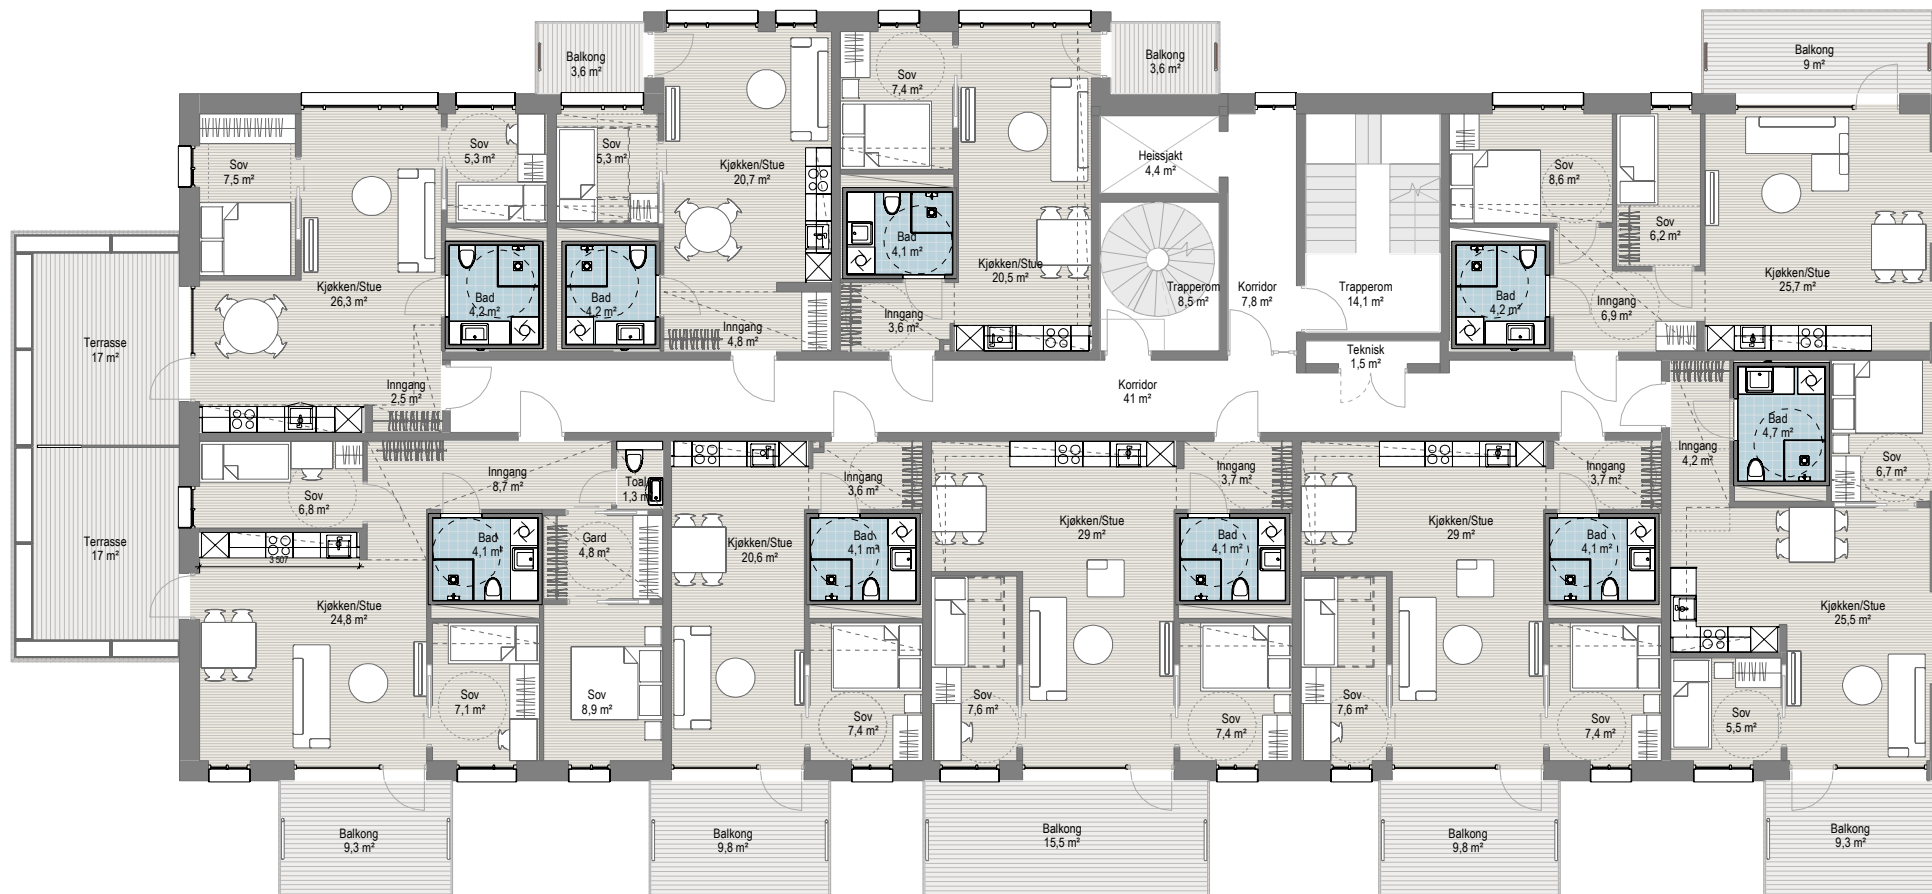 Balkong
3,6 m²
Balkong
3,6 m²
Balkong
9 m²
Sov
7,5 m²
Kjøkken/Stue
26,3 m²
Sov
5,3 m²
Bad
4,2 m²
Inngang
2,5 m²
Terrasse
17 m²
Sov
5,3 m²
Kjøkken/Stue
20,7 m²
Bad
4,2 m²
Inngang
4,8 m²
Sov
7,4 m²
Bad
4,1 m²
Kjøkken/Stue
20,5 m²
Inngang
3,6 m²
Heissjakt
4,4 m²
Trapperom
8,5 m²
Korridor
7,8 m²
Trapperom
14,1 m²
Teknisk
1,5 m²
Korridor
41 m²
Sov
8,6 m²
Sov
6,2 m²
Bad
4,2 m²
Inngang
6,9 m²
Kjøkken/Stue
25,7 m²
Terrasse
17 m²
Sov
6,8 m²
Inngang
8,7 m²
Toal
1,3 m
3 507
Bad
4,1 m²
Gard
4,8 m²
Kjøkken/Stue
24,8 m²
Sov
7,1 m²
Sov
8,9 m²
Kjøkken/Stue
20,6 m²
Inngang
3,6 m²
Bad
4,1 m²
Sov
7,4 m²
Kjøkken/Stue
29 m²
Inngang
3,7 m²
Bad
4,1 m²
Sov
7,6 m²
Sov
7,4 m²
Kjøkken/Stue
29 m²
Inngang
3,7 m²
Bad
4,1 m²
Sov
7,6 m²
Sov
7,4 m²
Inngang
4,2 m²
Bad
4,7 m²
Sov
6,7 m²
Kjøkken/Stue
25,5 m²
Sov
5,5 m²
Balkong
9,3 m²
Balkong
9,8 m²
Balkong
15,5 m²
Balkong
9,8 m²
Balkong
9,3 m²